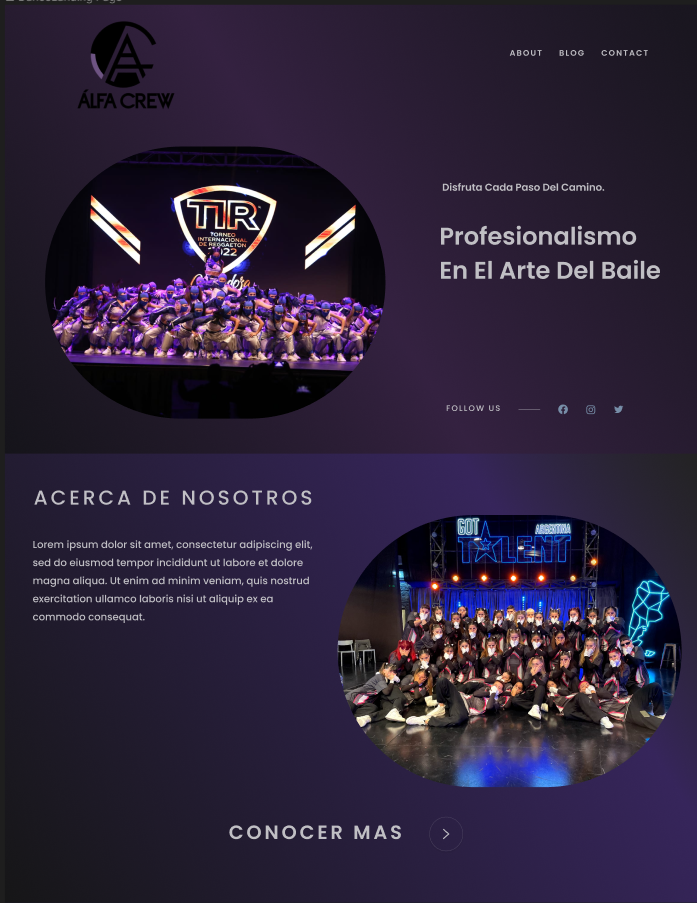 ÁLFA CREW
ABOUT BLOG CONTACT
TIR
TORNEO
INTERNACIONAL
DE REGGAETON
2022
Disfruta Cada Paso Del Camino.
Profesionalismo
En El Arte Del Baile
FOLLOW US
ACERCA DE NOSOTROS
Lorem ipsum dolor sit amet, consectetur adipiscing elit,
sed do eiusmod tempor incididunt ut labore et dolore
magna aliqua. Ut enim ad minim veniam, quis nostrud
exercitation ullamco laboris nisi ut aliquip ex ea
commodo consequat.
GOT
ARGENTINA
TALENT
CONOCER MAS